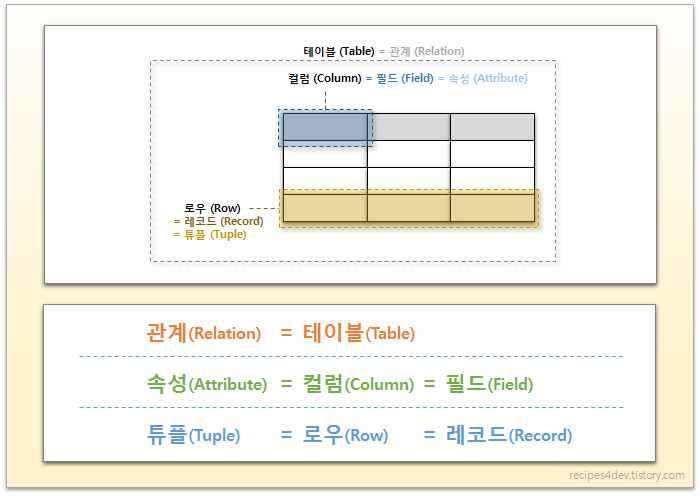 테이블 (Table) = 관계 (Relation)
컬럼 (Column) = 필드 (Field) = 속성 (Attribute)
로우 (Row)
= 레코드 (Record)
= 튜플 (Tuple)
관계(Relation) = 테이블(Table)
속성(Attribute) = 컬럼(Column) = 필드(Field)
튜플(Tuple) = 로우(Row) = 레코드(Record)
recipes4dev.tistory.com